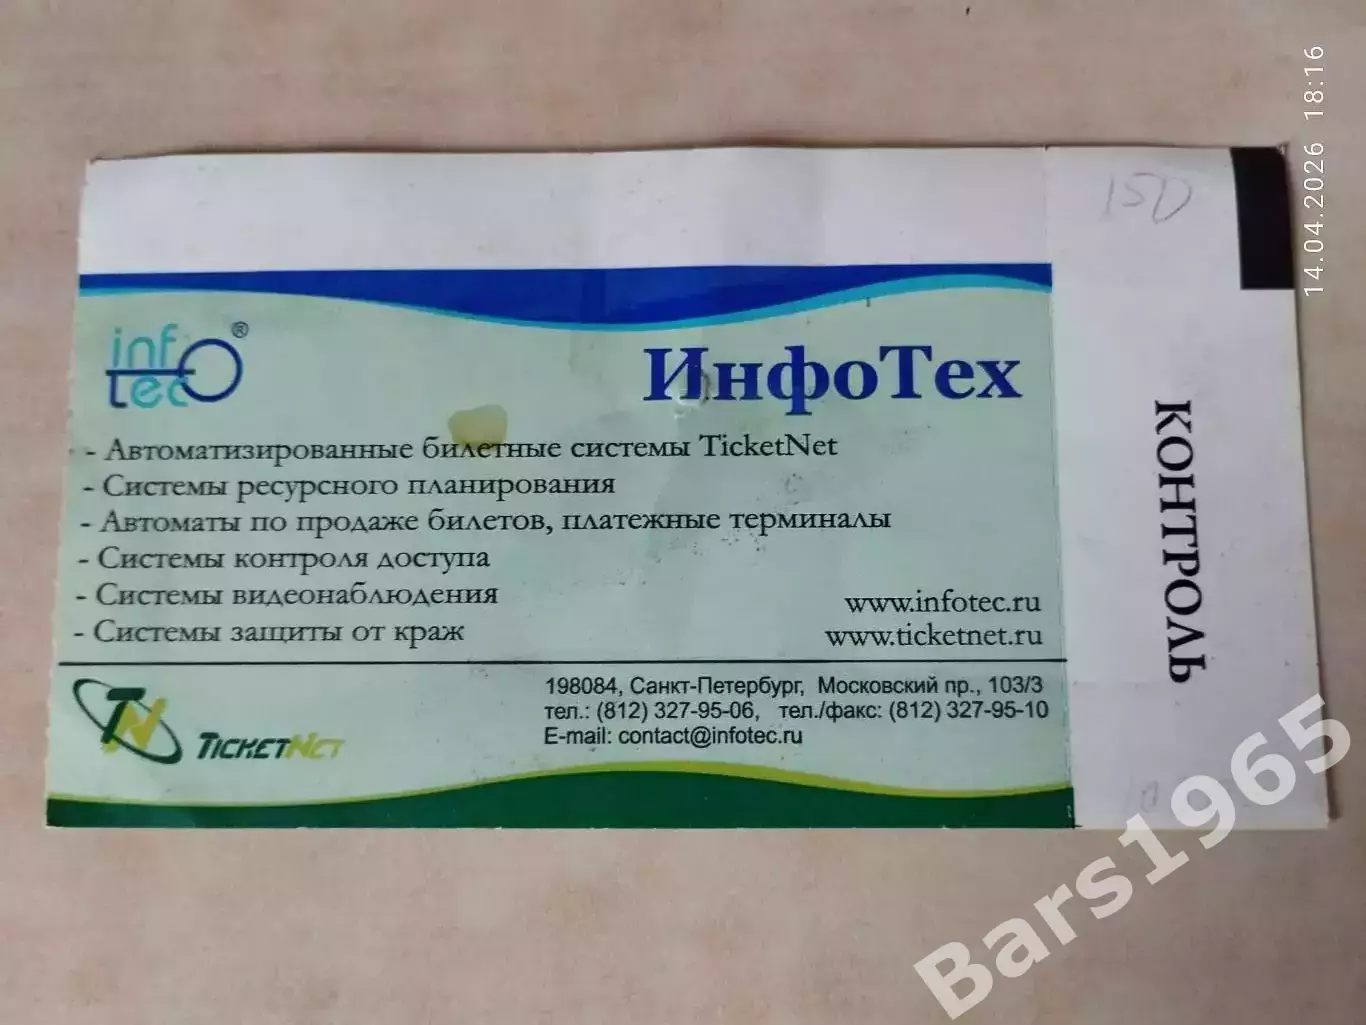 14.04.2026 18:16
150
inf
tec
®
ИнфоТех
- Автоматизированные билетные системы TicketNet
- Системы ресурсного планирования
- Автоматы по продаже билетов, платежные терминалы
- Системы контроля доступа
- Системы видеонаблюдения
- Системы защиты от краж
www.infotec.ru
www.ticketnet.ru
TN TICKETNET
198084, Санкт-Петербург, Московский пр., 103/3
тел.: (812) 327-95-06, тел./факс: (812) 327-95-10
E-mail: contact@infotec.ru
КОНТРОЛЬ
Bars1965